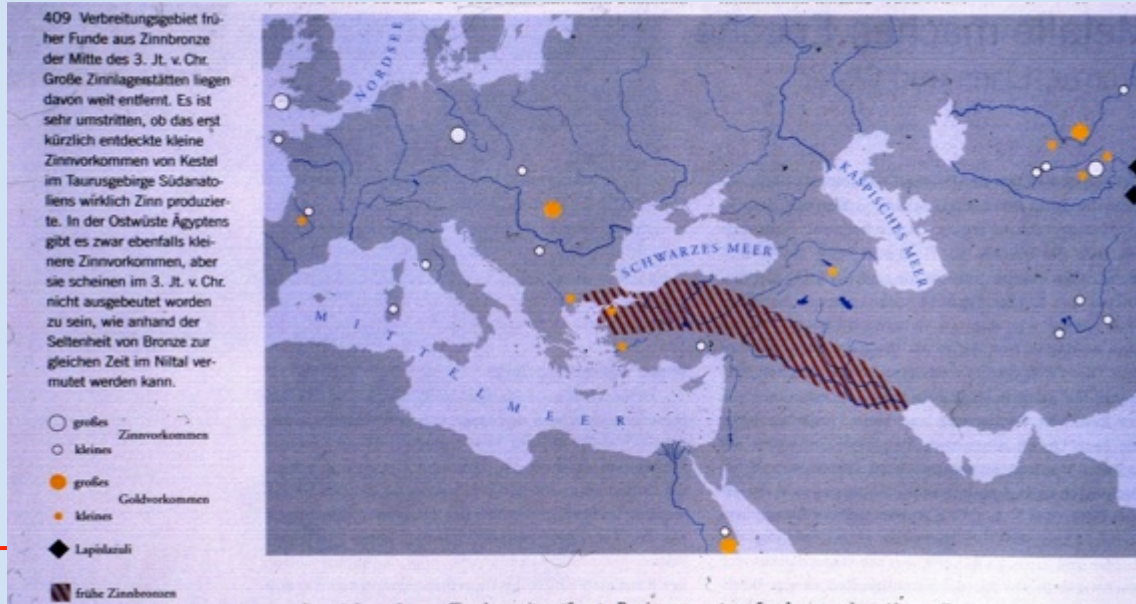 409 Verbreitungsgebiet frü-
her Funde aus Zinnbronze
der Mitte des 3. Jt. v. Chr.
Große Zinnlagerstätten liegen
davon weit entfernt. Es ist
sehr umstritten, ob das erst
kürzlich entdeckte kleine
Zinnvorkommen von Kestel
im Taurusgebirge Südanato-
liens wirklich Zinn produzier-
te. In der Ostwüste Ägyptens
gibt es zwar ebenfalls klei-
nere Zinnvorkommen, aber
sie scheinen im 3. Jt. v. Chr.
nicht ausgebeutet worden
zu sein, wie anhand der
Seltenheit von Bronze zur
gleichen Zeit im Niltal ver-
mutet werden kann.
großes
Zinnvorkommen
kleines
großes
Goldvorkommen
kleines
Lapislazuli
frühe Zinnbronzen
NORDSEE
KASPISCHES MEER
SCHWARZES MEER
MITTELMEER
?